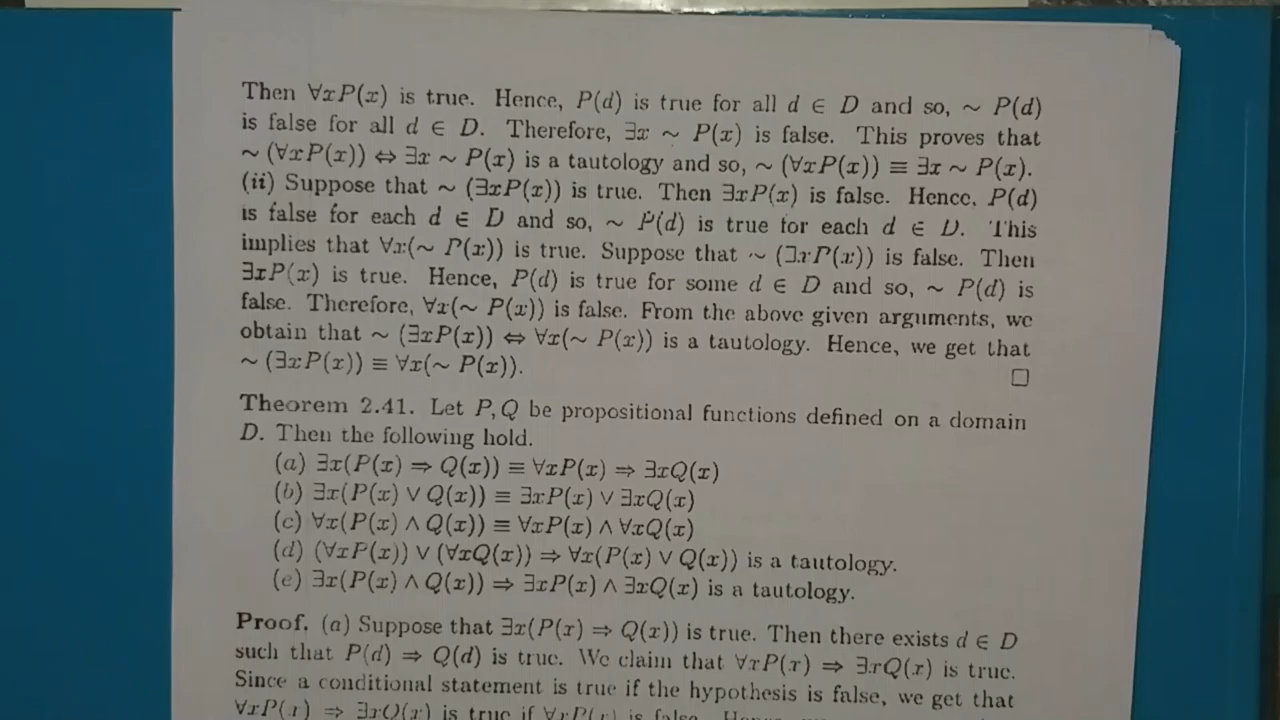 Then ∀xP(x) is true. Hence, P(d) is true for all d ∈ D and so, ∼ P(d)
is false for all d ∈ D. Therefore, ∃x ∼ P(x) is false. This proves that
∼ (∀xP(x)) ⇔ ∃x ∼ P(x) is a tautology and so, ∼ (∀xP(x)) ≡ ∃x ∼ P(x).
(ii) Suppose that ∼ (∃xP(x)) is true. Then ∃xP(x) is false. Hence, P(d)
is false for each d ∈ D and so, ∼ P(d) is true for each d ∈ D. This
implies that ∀x(∼ P(x)) is true. Suppose that ∼ (∃xP(x)) is false. Then
∃xP(x) is true. Hence, P(d) is true for some d ∈ D and so, ∼ P(d) is
false. Therefore, ∀x(∼ P(x)) is false. From the above given arguments, we
obtain that ∼ (∃xP(x)) ⇔ ∀x(∼ P(x)) is a tautology. Hence, we get that
∼ (∃xP(x)) ≡ ∀x(∼ P(x)).
□
Theorem 2.41. Let P, Q be propositional functions defined on a domain
D. Then the following hold.
(a) ∃x(P(x) ⇒ Q(x)) ≡ ∀xP(x) ⇒ ∃xQ(x)
(b) ∃x(P(x) ∨ Q(x)) ≡ ∃xP(x) ∨ ∃xQ(x)
(c) ∀x(P(x) ∧ Q(x)) ≡ ∀xP(x) ∧ ∀xQ(x)
(d) (∀xP(x)) ∨ (∀xQ(x)) ⇒ ∀x(P(x) ∨ Q(x)) is a tautology.
(e) ∃x(P(x) ∧ Q(x)) ⇒ ∃xP(x) ∧ ∃xQ(x) is a tautology.
Proof. (a) Suppose that ∃x(P(x) ⇒ Q(x)) is true. Then there exists d ∈ D
such that P(d) ⇒ Q(d) is true. We claim that ∀xP(x) ⇒ ∃xQ(x) is true.
Since a conditional statement is true if the hypothesis is false, we get that
∀xP(x) ⇒ ∃xQ(x) is true if ∀xP(x) is false.